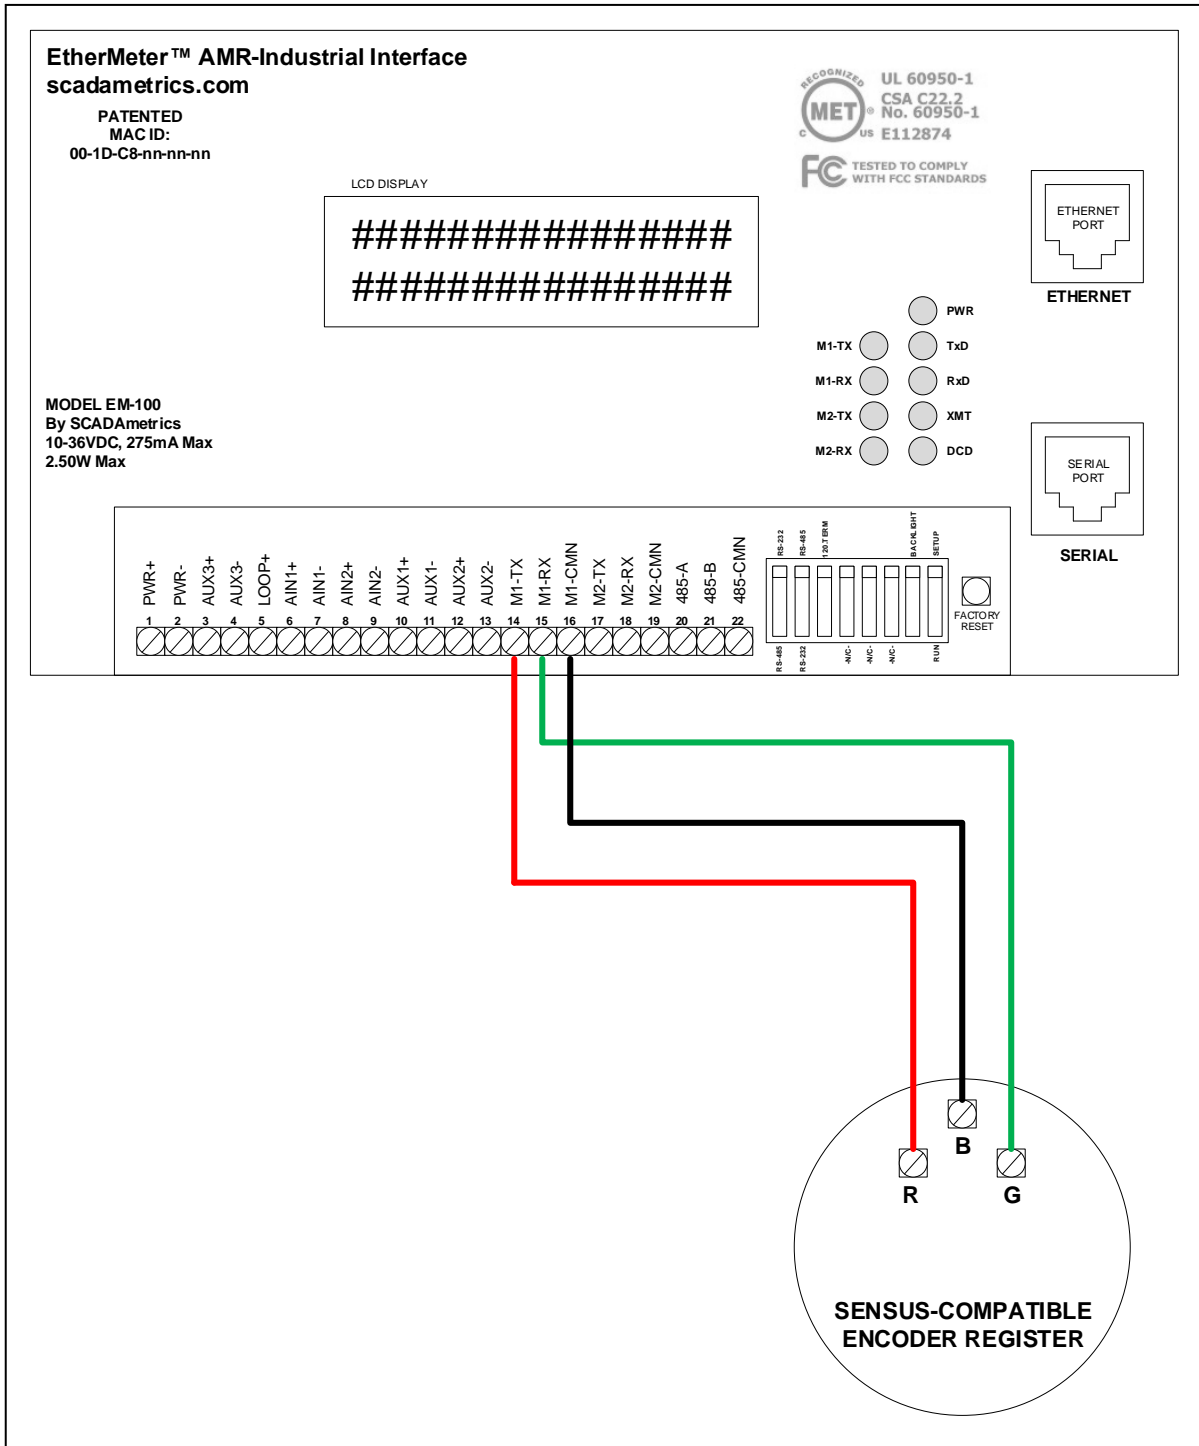 EtherMeter™ AMR-Industrial Interface
scadametrics.com
PATENTED
MAC ID:
00-1D-C8-nn-nn-nn
RECOGNIZED
MET ®
C US
UL 60950-1
CSA C22.2
No. 60950-1
E112874
FC TESTED TO COMPLY
WITH FCC STANDARDS
LCD DISPLAY
################
################
ETHERNET
PORT
ETHERNET
PWR
M1-TX TxD
M1-RX RxD
M2-TX XMT
M2-RX DCD
MODEL EM-100
By SCADAmetrics
10-36VDC, 275mA Max
2.50W Max
SERIAL
PORT
SERIAL
PWR+
PWR-
AUX3+
AUX3-
LOOP+
AIN1+
AIN1-
AIN2+
AIN2-
AUX1+
AUX1-
AUX2+
AUX2-
M1-TX
M1-RX
M1-CMN
M2-TX
M2-RX
M2-CMN
485-A
485-B
485-CMN
1 2 3 4 5 6 7 8 9 10 11 12 13 14 15 16 17 18 19 20 21 22
RS-232
RS-485
120.TERM
BACKLIGHT
SETUP
RS-485
RS-232
-N/C-
-N/C-
-N/C-
RUN
FACTORY
RESET
B
R G
SENSUS-COMPATIBLE
ENCODER REGISTER